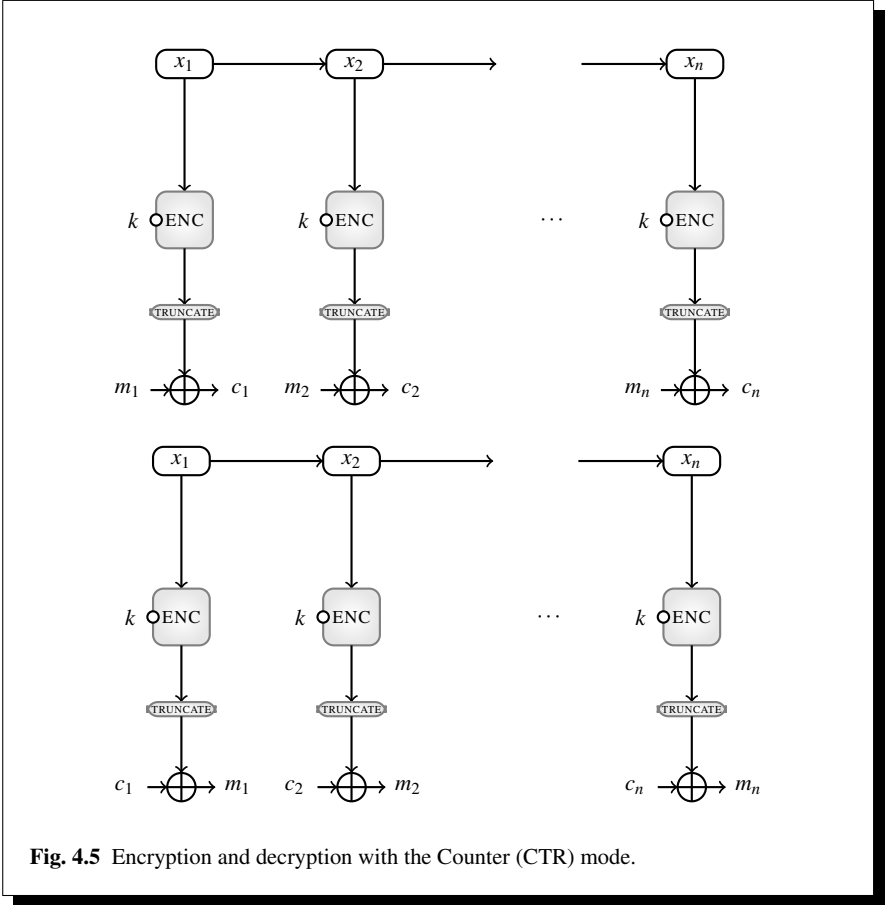 x1 x2 xn
k ENC k ENC ··· k ENC
TRUNCATE TRUNCATE TRUNCATE
m1 c1 m2 c2 mn cn
x1 x2 xn
k ENC k ENC ··· k ENC
TRUNCATE TRUNCATE TRUNCATE
c1 m1 c2 m2 cn mn
Fig. 4.5 Encryption and decryption with the Counter (CTR) mode.